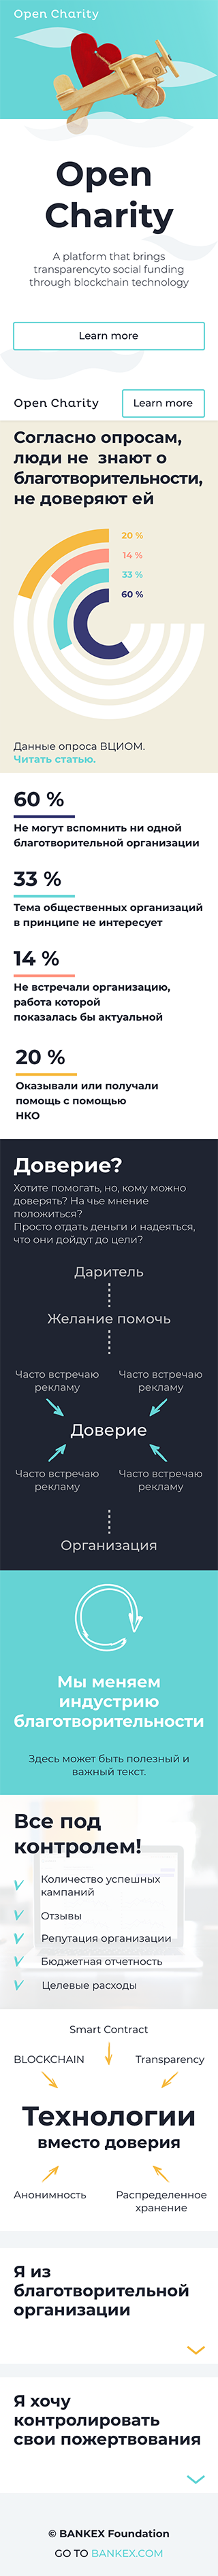 Open Charity
Open
Charity
A platform that brings
transparencyto social funding
through blockchain technology
Learn more
Open Charity
Learn more
Согласно опросам,
люди не знают о
благотворительности,
не доверяют ей
20 %
14 %
33 %
60 %
Данные опроса ВЦИОМ.
Читать статью.
60 %
Не могут вспомнить ни одной
благотворительной организации
33 %
Тема общественных организаций
в принципе не интересует
14 %
Не встречали организацию,
работа которой
показалась бы актуальной
20 %
Оказывали или получали
помощь с помощью
НКО
Доверие?
Хотите помогать, но, кому можно
доверять? На чье мнение
положиться?
Просто отдать деньги и надеяться,
что они дойдут до цели?
Даритель
Желание помочь
Часто встречаю
рекламу
Часто встречаю
рекламу
Доверие
Часто встречаю
рекламу
Часто встречаю
рекламу
Организация
Мы меняем
индустрию
благотворительности
Здесь может быть полезный и
важный текст.
Все под
контролем!
Количество успешных
кампаний
Отзывы
Репутация организации
Бюджетная отчетность
Целевые расходы
Smart Contract
BLOCKCHAIN
Transparency
Технологии
вместо доверия
Анонимность
Распределенное
хранение
Я из
благотворительной
организации
Я хочу
контролировать
свои пожертвования
© BANKEX Foundation
GO TO BANKEX.COM